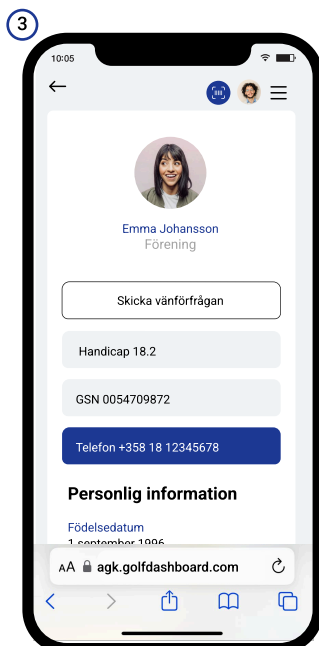 3
10:05
Emma Johansson
Förening
Skicka vänförfrågan
Handicap 18.2
GSN 0054709872
Telefon +358 18 12345678
Personlig information
Födelsedatum
1 september 1996
AA agk.golfdashboard.com